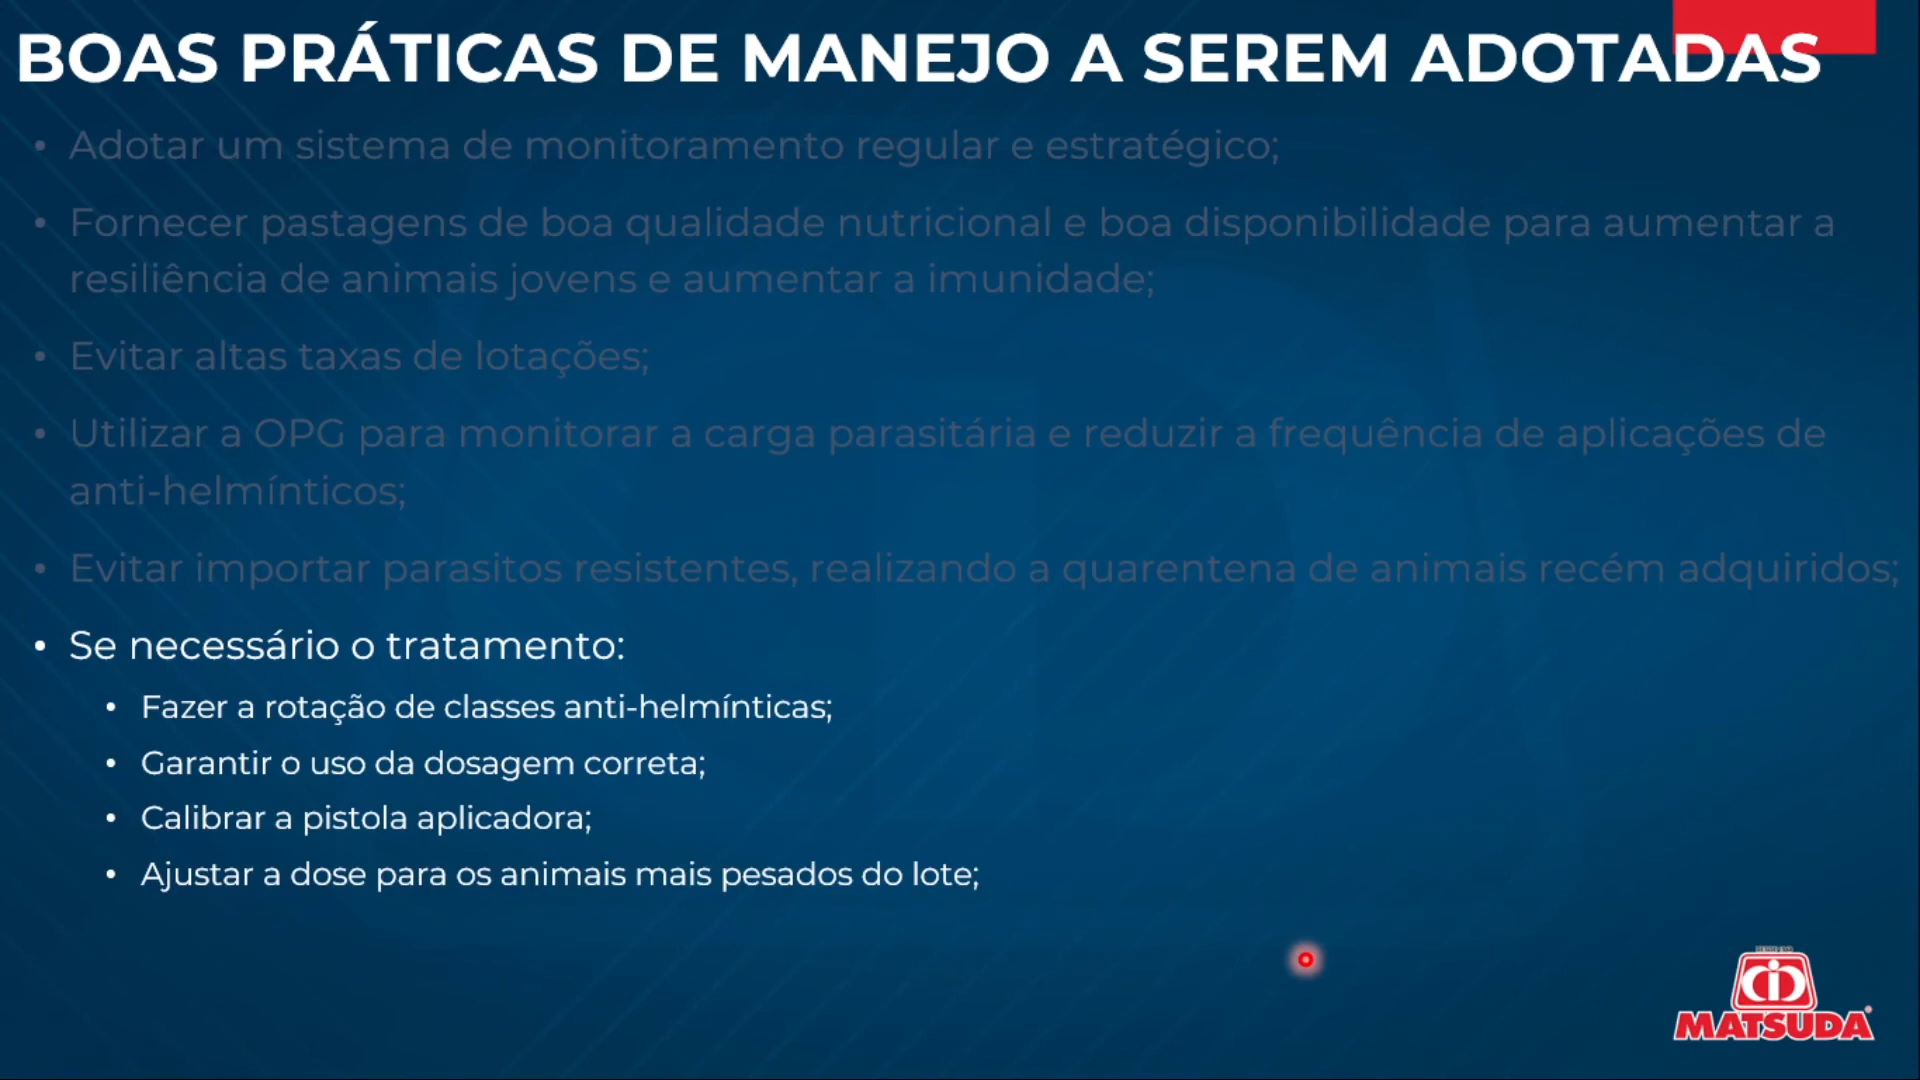 BOAS PRÁTICAS DE MANEJO A SEREM ADOTADAS
• Adotar um sistema de monitoramento regular e estratégico;
• Fornecer pastagens de boa qualidade nutricional e boa disponibilidade para aumentar a
resiliência de animais jovens e aumentar a imunidade;
• Evitar altas taxas de lotações;
• Utilizar a OPG para monitorar a carga parasitária e reduzir a frequência de aplicações de
anti-helmínticos;
• Evitar importar parasitos resistentes, realizando a quarentena de animais recém adquiridos;
• Se necessário o tratamento:
• Fazer a rotação de classes anti-helmínticas;
• Garantir o uso da dosagem correta;
• Calibrar a pistola aplicadora;
• Ajustar a dose para os animais mais pesados do lote;
MATSUDA